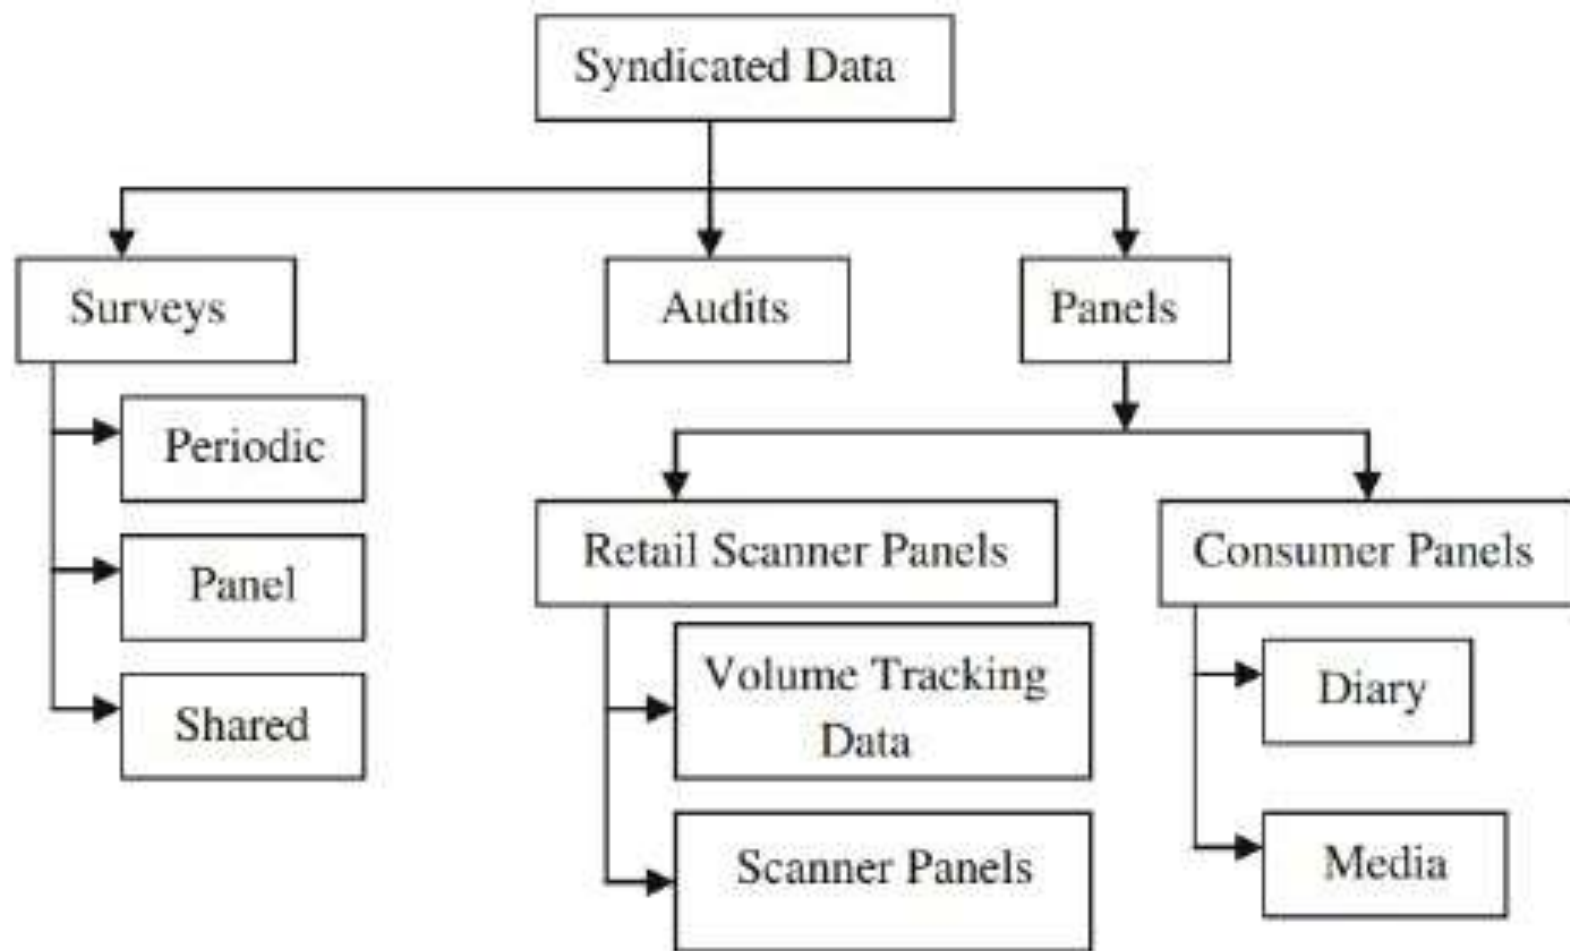 Syndicated Data
Surveys
Audits
Panels
Periodic
Panel
Shared
Retail Scanner Panels
Volume Tracking
Data
Scanner Panels
Consumer Panels
Diary
Media